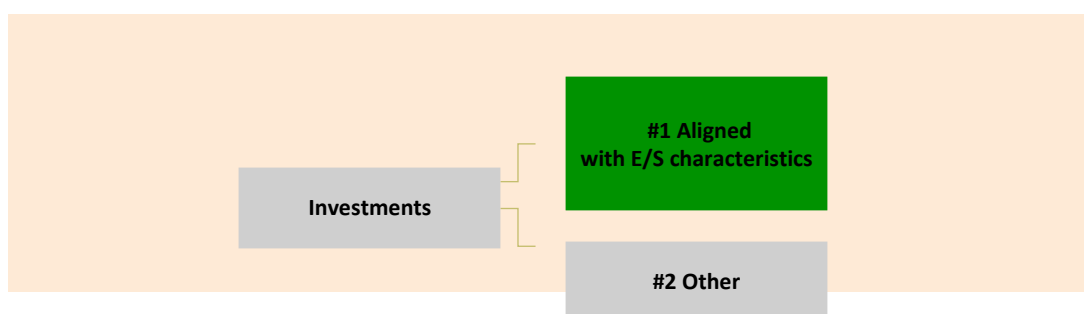 #1 Aligned
with E/S characteristics
Investments
#2 Other